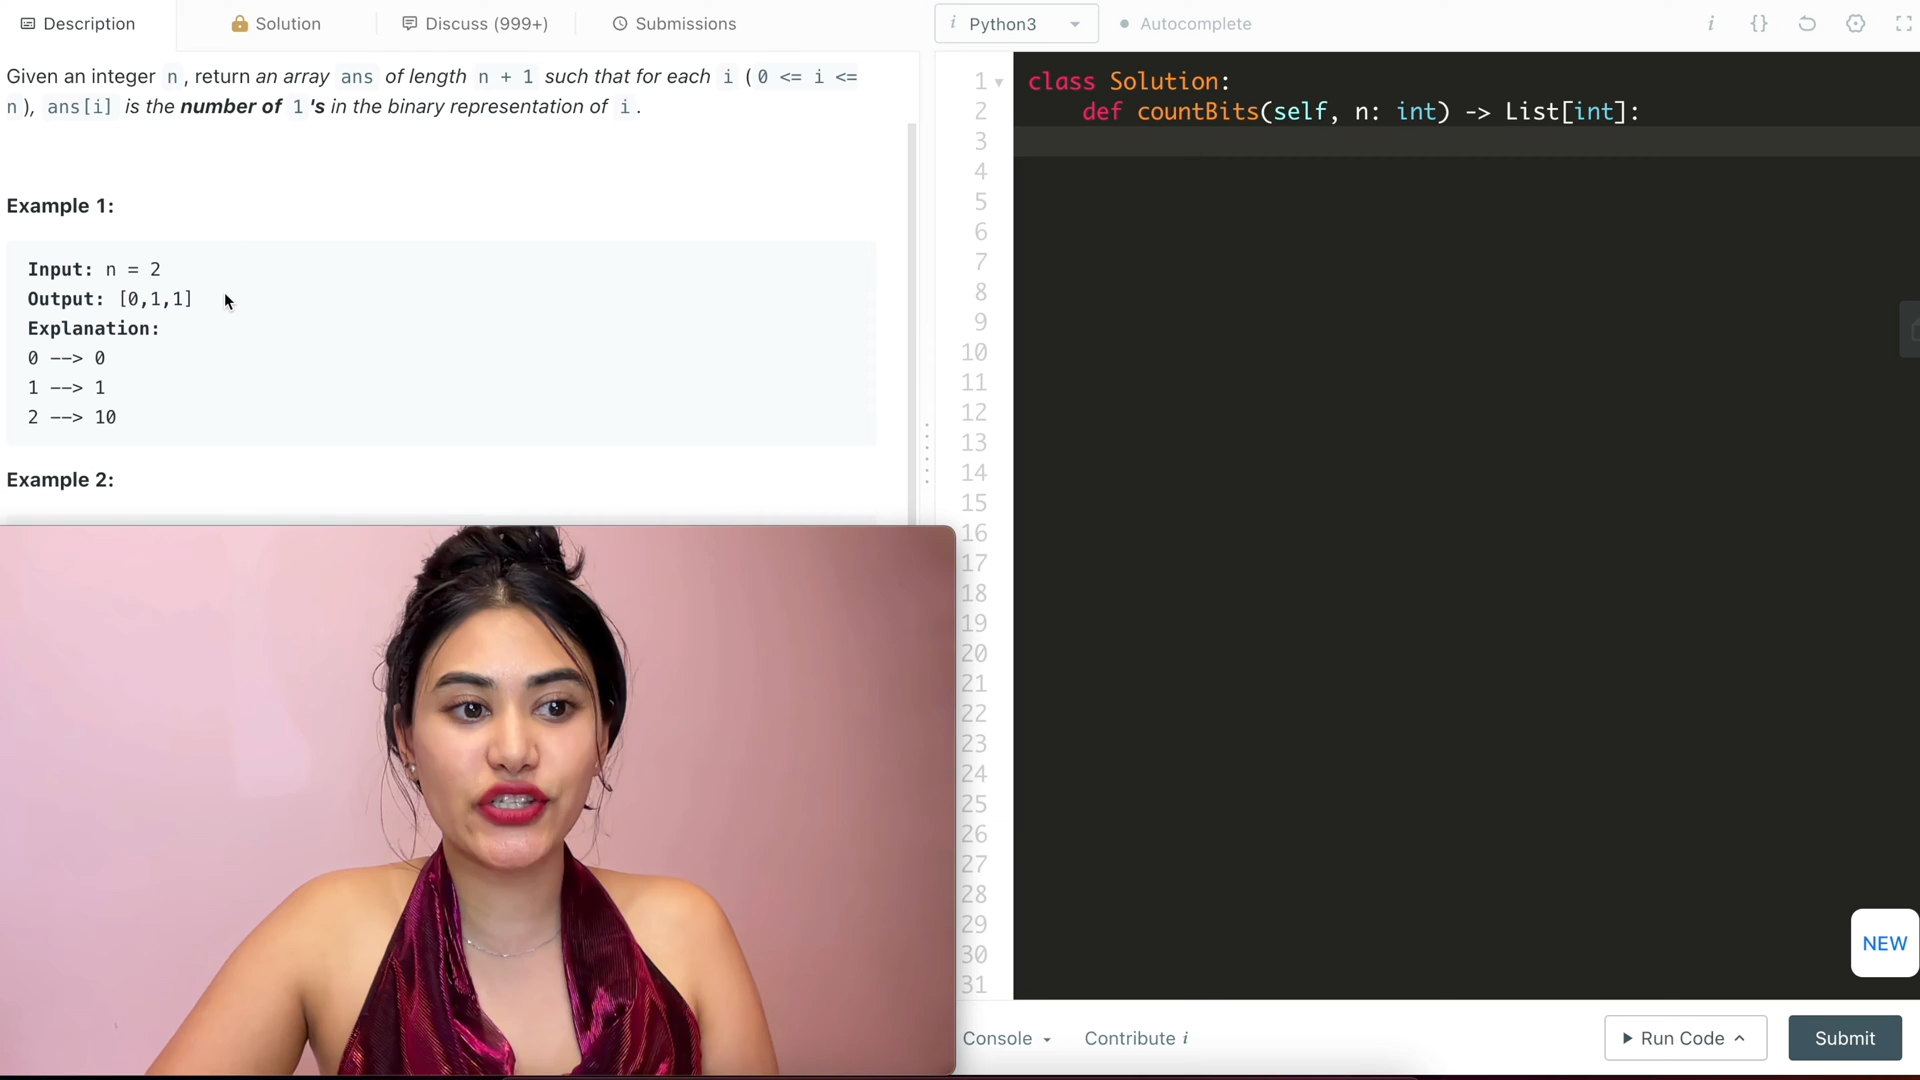 Description
Solution
Discuss (999+)
Submissions
i Python3
Autocomplete
i {}
Given an integer n, return an array ans of length n + 1 such that for each i (0 <= i <=
n), ans[i] is the number of 1's in the binary representation of i.
Example 1:
Input: n = 2
Output: [0,1,1]
Explanation:
0 --> 0
1 --> 1
2 --> 10
Example 2:
1 class Solution:
2 def countBits(self, n: int) -> List[int]:
3
4
5
6
7
8
9
10
11
12
13
14
15
16
17
18
19
20
21
22
23
24
25
26
27
28
29
30
31
NEW
Console
Contribute i
Run Code
Submit